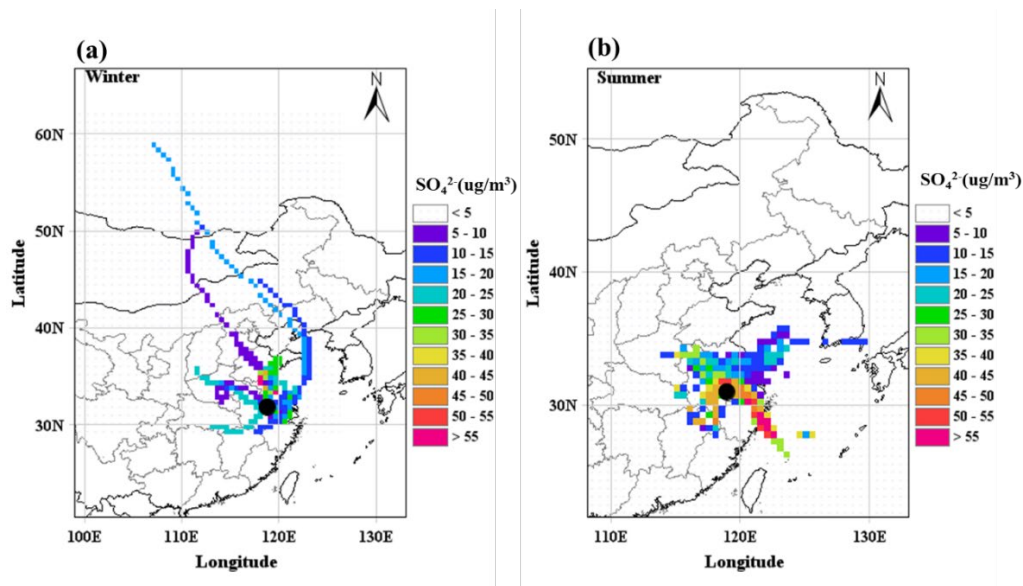 (a)
Winter
N
60N
50N
40N
30N
Latitude
100E 110E 120E 130E
Longitude
SO₄²⁻(ug/m³)
< 5
5 - 10
10 - 15
15 - 20
20 - 25
25 - 30
30 - 35
35 - 40
40 - 45
45 - 50
50 - 55
> 55
(b)
Summer
N
50N
40N
30N
Latitude
110E 120E 130E
Longitude
SO₄²⁻(ug/m³)
< 5
5 - 10
10 - 15
15 - 20
20 - 25
25 - 30
30 - 35
35 - 40
40 - 45
45 - 50
50 - 55
> 55